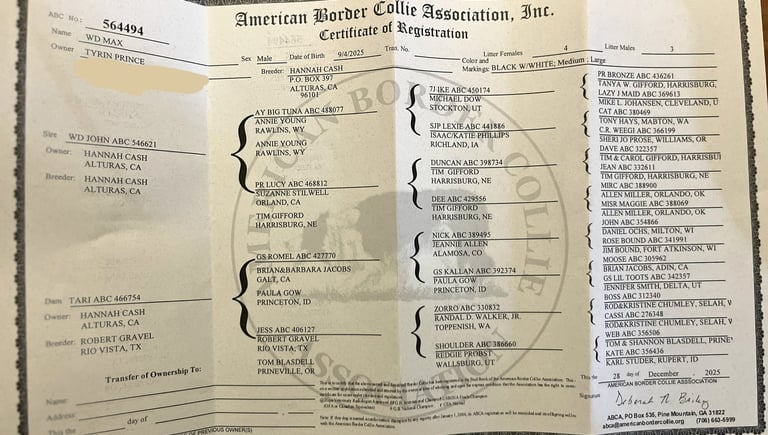 American Border Collie Association, Inc.
Certificate of Registration
ABC No.: 564494
Name WD MAX
Owner TYRIN PRINCE
Sex Male Date of Birth 9/4/2025 Tran. No. Litter Females 4 Litter Males 3
Color and
Markings: BLACK W/WHITE; Medium ; Large
Breeder: HANNAH CASH
P.O. BOX 397
ALTURAS, CA
96101
Sire WD JOHN ABC 546621
Owner: HANNAH CASH
ALTURAS, CA
Breeder: HANNAH CASH
ALTURAS, CA
Dam TARI ABC 466754
Owner: HANNAH CASH
ALTURAS, CA
Breeder: ROBERT GRAVEL
RIO VISTA, TX
Transfer of Ownership To:
Name:
Address:
This the day of
OF PREVIOUS OWNER(S)
AY BIG TUNA ABC 488077
ANNIE YOUNG
RAWLINS, WY
ANNIE YOUNG
RAWLINS, WY
PR LUCY ABC 468812
SUZANNE STILWELL
ORLAND, CA
TIM GIFFORD
HARRISBURG, NE
GS ROMEL ABC 427770
BRIAN&BARBARA JACOBS
GALT, CA
PAULA GOW
PRINCETON, ID
JESS ABC 406127
ROBERT GRAVEL
RIO VISTA, TX
TOM BLASDELL
PRINEVILLE, OR
7J IKE ABC 450174
MICHAEL DOW
STOCKTON, UT
SJP LEXIE ABC 441886
ISAAC/KATIE PHILLIPS
RICHLAND, IA
DUNCAN ABC 398734
TIM GIFFORD
HARRISBURG, NE
DEE ABC 429556
TIM GIFFORD
HARRISBURG, NE
NICK ABC 389495
JEANNIE ALLEN
ALAMOSA, CO
GS KALLAN ABC 392374
PAULA GOW
PRINCETON, ID
ZORRO ABC 330832
RANDAL D. WALKER, JR.
TOPPENISH, WA
SHOULDER ABC 386660
REDGIE PROBST
WALLSBURG, UT
PR BRONZE ABC 436261
TANYA W. GIFFORD, HARRISBURG,
LAZY J MAID ABC 369613
MIKE L JOHANSEN, CLEVELAND, U
CAT ABC 380469
TONY HAYS, MABTON, WA
C.R. WEEGI ABC 366199
SHERI JO PROSE, WILLIAMS, OR
DAVE ABC 322357
TIM & CAROL GIFFORD, HARRISBU
JEAN ABC 332611
TIM GIFFORD, HARRISBURG, NE
MIRC ABC 388900
ALLEN MILLER, ORLANDO, OK
MISR MAGGIE ABC 388069
ALLEN MILLER, ORLANDO, OK
JOHN ABC 354866
DANIEL OCHS, MILTON, WI
ROSE BOUND ABC 341991
JIM BOUND, FORT ATKINSON, WI
MOOSE ABC 305962
BRIAN JACOBS, ADIN, CA
GS LIL TOOTS ABC 342357
JENNIFER SMITH, DELTA, UT
BOSS ABC 312340
ROD&KRISTINE CHUMLEY, SELAH, W
CASSI ABC 276348
ROD&KRISTINE CHUMLEY, SELAH, W
WEB ABC 356506
TOM & SHANNON BLASDELL, PRINE
KATE ABC 356436
KARL STUDER, RUPERT, ID
This the 28 day of December, 2025
AMERICAN BORDER COLLIE ASSSOCIATION
Signature Deborah A. Bailey
ABCA, PO Box 535, Pine Mountain, GA 31822
abca@americanbordercollie.org (706) 663-5999